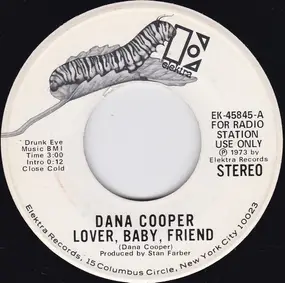 elektra
EK-45845-A
FOR RADIO
STATION
USE ONLY
Ⓟ 1973 by
Elektra Records
STEREO
Drunk Eye
Music BMI
Time 3:00
Intro 0:12
Close Cold
DANA COOPER
LOVER, BABY, FRIEND
(Dana Cooper)
Produced by Stan Farber
Elektra Records, 15 Columbus Circle, New York City 10023